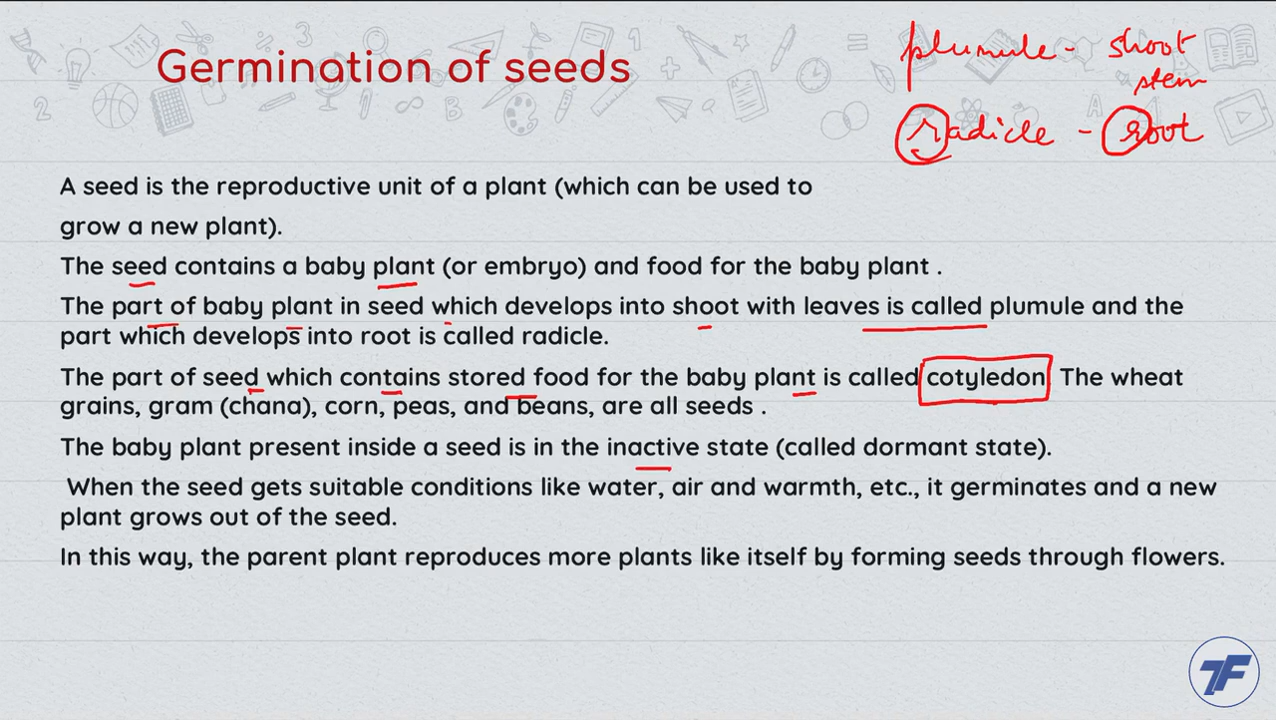 Germination of seeds
plumule - shoot
stem
radicle - root
A seed is the reproductive unit of a plant (which can be used to
grow a new plant).
The seed contains a baby plant (or embryo) and food for the baby plant .
The part of baby plant in seed which develops into shoot with leaves is called plumule and the
part which develops into root is called radicle.
The part of seed which contains stored food for the baby plant is called cotyledon. The wheat
grains, gram (chana), corn, peas, and beans, are all seeds .
The baby plant present inside a seed is in the inactive state (called dormant state).
When the seed gets suitable conditions like water, air and warmth, etc., it germinates and a new
plant grows out of the seed.
In this way, the parent plant reproduces more plants like itself by forming seeds through flowers.